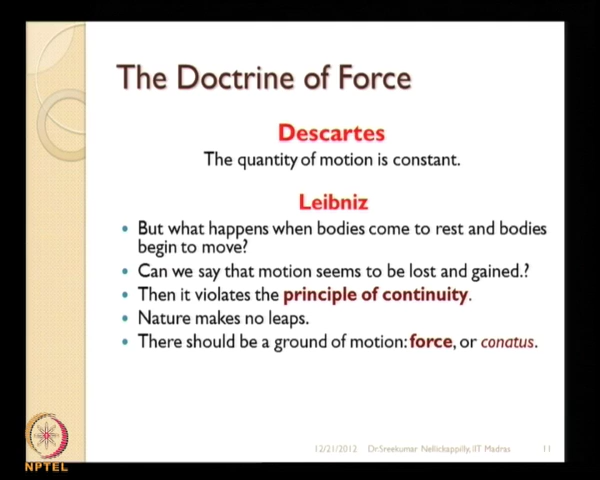 The Doctrine of Force
Descartes
The quantity of motion is constant.
Leibniz
• But what happens when bodies come to rest and bodies
begin to move?
• Can we say that motion seems to be lost and gained.?
• Then it violates the principle of continuity.
• Nature makes no leaps.
• There should be a ground of motion: force, or conatus.
12/21/2012 Dr.Sreekumar Nellickappilly, IIT Madras 11
NPTEL